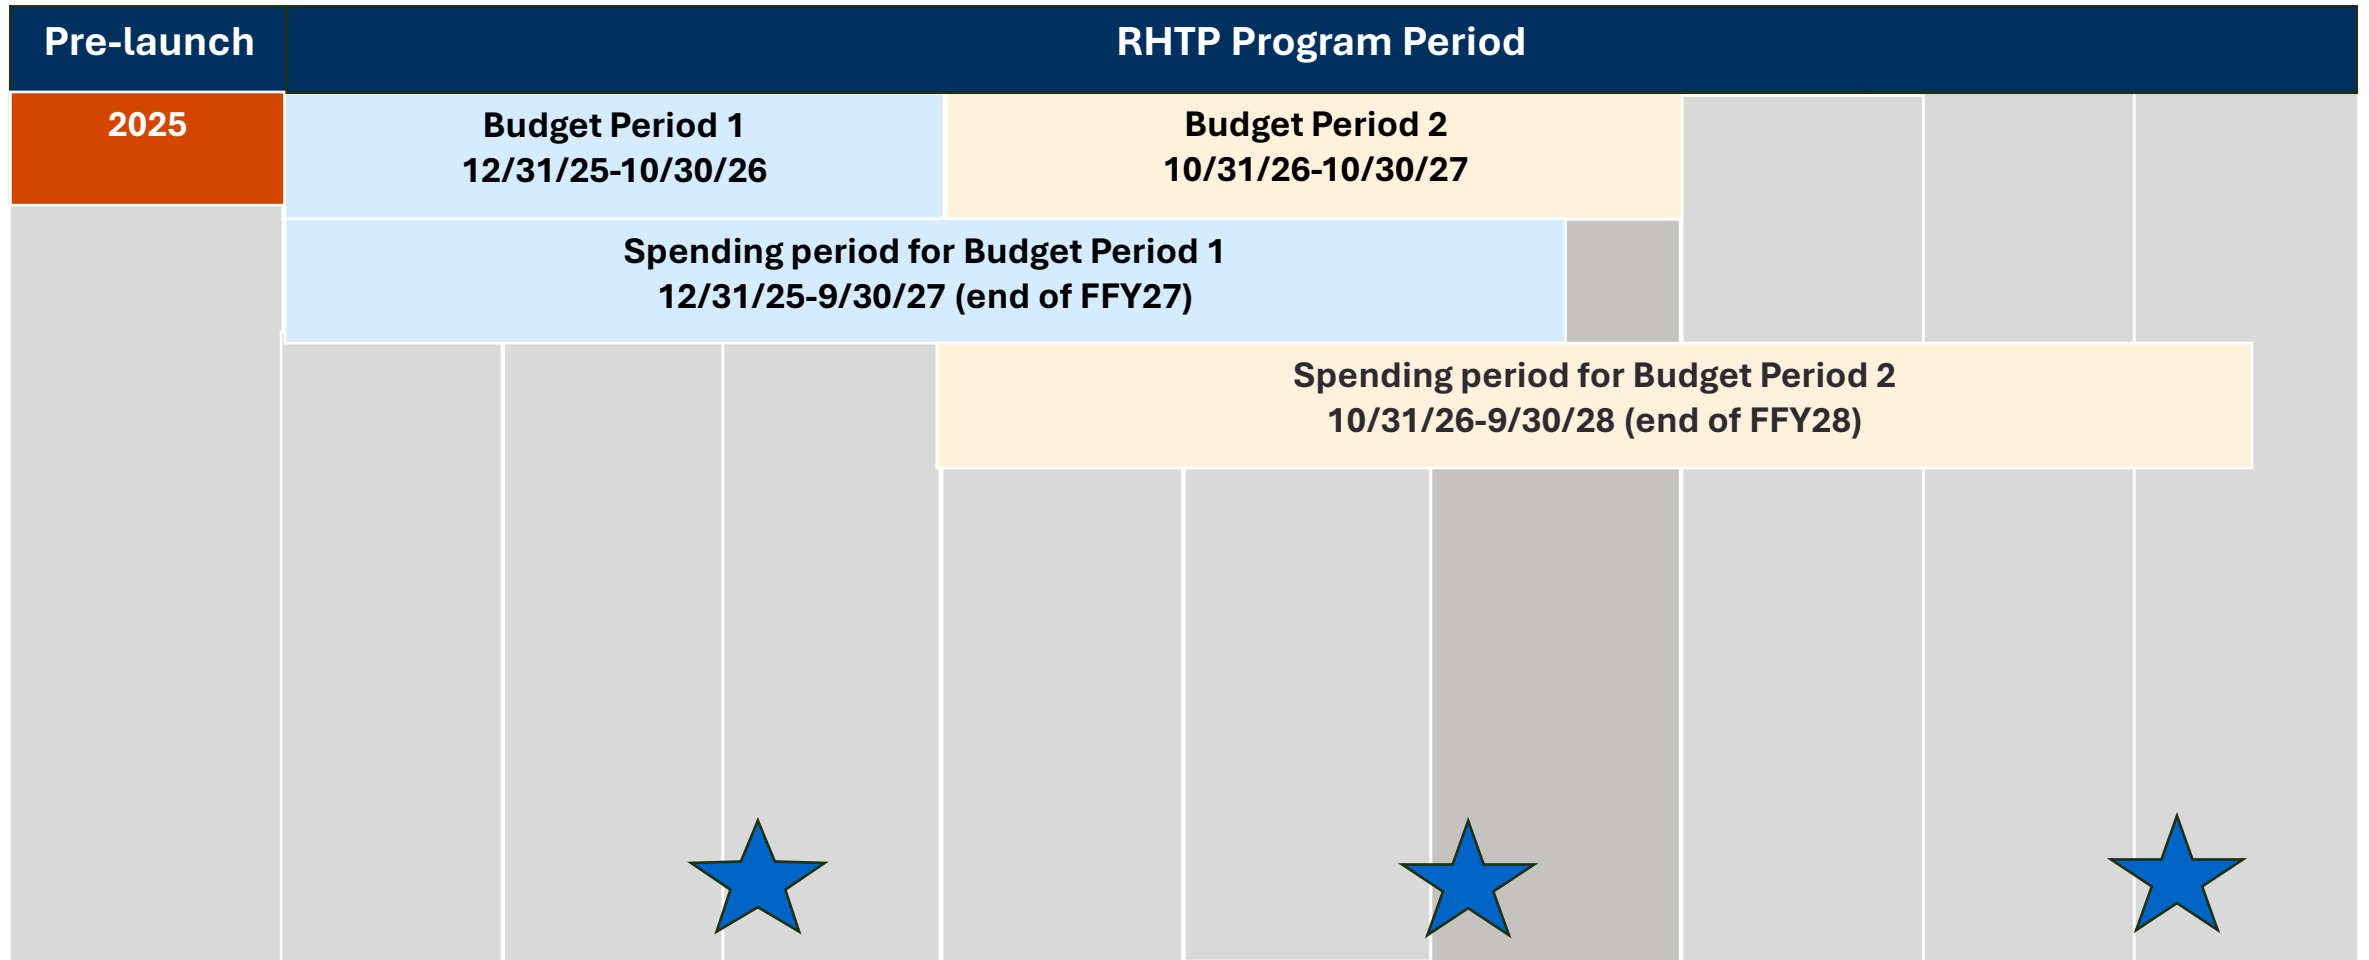 Pre-launch
RHTP Program Period
2025
Budget Period 1
12/31/25-10/30/26
Budget Period 2
10/31/26-10/30/27
Spending period for Budget Period 1
12/31/25-9/30/27 (end of FFY27)
Spending period for Budget Period 2
10/31/26-9/30/28 (end of FFY28)